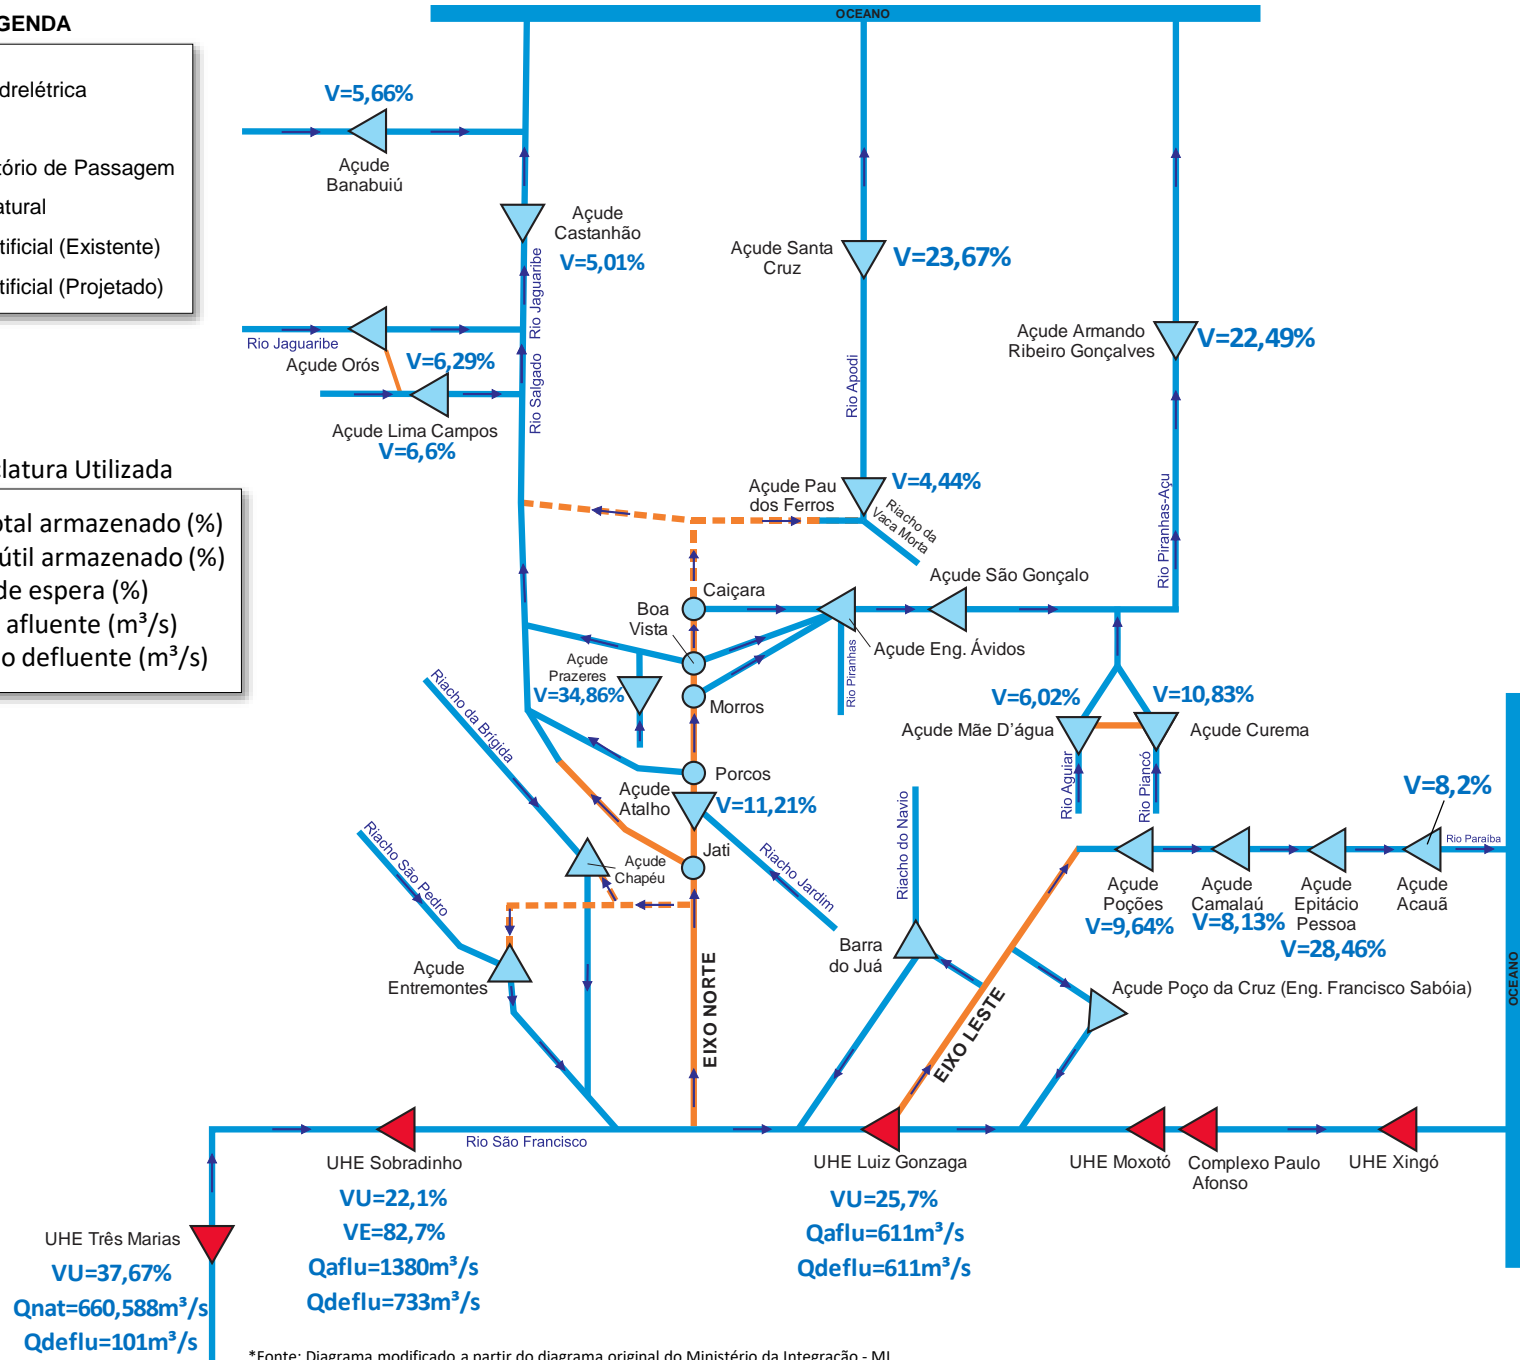 OCEANO
GENDA
drelétrica
tório de Passagem
atural
tificial (Existente)
tificial (Projetado)
V=5,66%
Açude
Banabuiú
Açude
Castanhão
V=5,01%
Rio Jaguaribe
Açude Santa
Cruz
V=23,67%
Rio Jaguaribe
Açude Orós
V=6,29%
Açude Lima Campos
V=6,6%
Rio Salgado
Rio Apodi
Açude Armando
Ribeiro Gonçalves
V=22,49%
Rio Piranhas-Açu
clatura Utilizada
otal armazenado (%)
útil armazenado (%)
de espera (%)
afluente (m³/s)
o defluente (m³/s)
Açude Pau
dos Ferros
V=4,44%
Riacho da
Vaca Morta
Açude São Gonçalo
Caiçara
Boa
Vista
Açude Eng. Ávidos
Rio Piranhas
Açude
Prazeres
V=34,86%
Morros
Porcos
Riacho da Brígida
V=6,02%
V=10,83%
Açude Mãe D'água
Açude Curema
Rio Aguiar
Rio Piancó
Açude
Atalho
V=11,21%
Jati
Riacho Jardim
Açude
Chapéu
Riacho São Pedro
Açude
Entremontes
Riacho do Navio
Barra
do Juá
V=8,2%
Rio Paraíba
Açude
Poções
V=9,64%
Açude
Camalaú
V=8,13%
Açude
Epitácio
Pessoa
V=28,46%
Açude
Acauã
OCEANO
Açude Poço da Cruz (Eng. Francisco Sabóia)
EIXO NORTE
EIXO LESTE
Rio São Francisco
UHE Sobradinho
VU=22,1%
VE=82,7%
Qaflu=1380m³/s
Qdeflu=733m³/s
UHE Luiz Gonzaga
VU=25,7%
Qaflu=611m³/s
Qdeflu=611m³/s
UHE Moxotó
Complexo Paulo
Afonso
UHE Xingó
UHE Três Marias
VU=37,67%
Qnat=660,588m³/s
Qdeflu=101m³/s
*Fonte: Diagrama modificado a partir do diagrama original do Ministério da Integração - MI